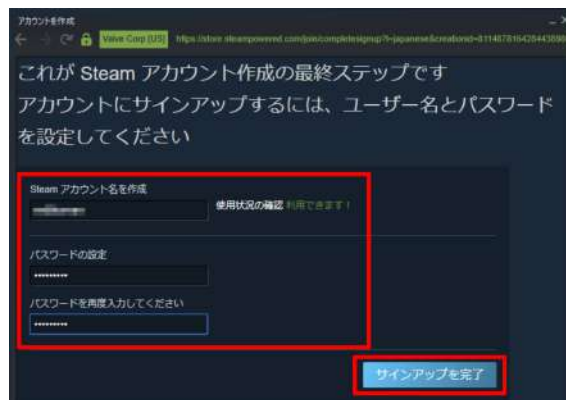 アカウントを作成
Valve Corp [US]
これが Steam アカウント作成の最終ステップです
アカウントにサインアップするには、ユーザー名とパスワード
を設定してください
Steam アカウント名を作成
使用状況の確認 利用できます！
パスワードの設定
パスワードを再度入力してください
サインアップを完了